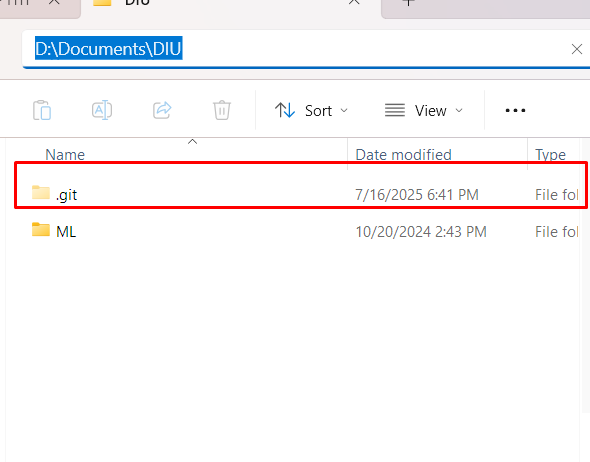 DIU
D:\Documents\DIU
Sort
View
Name
Date modified
Type
.git
7/16/2025 6:41 PM
File fol
ML
10/20/2024 2:43 PM
File fol